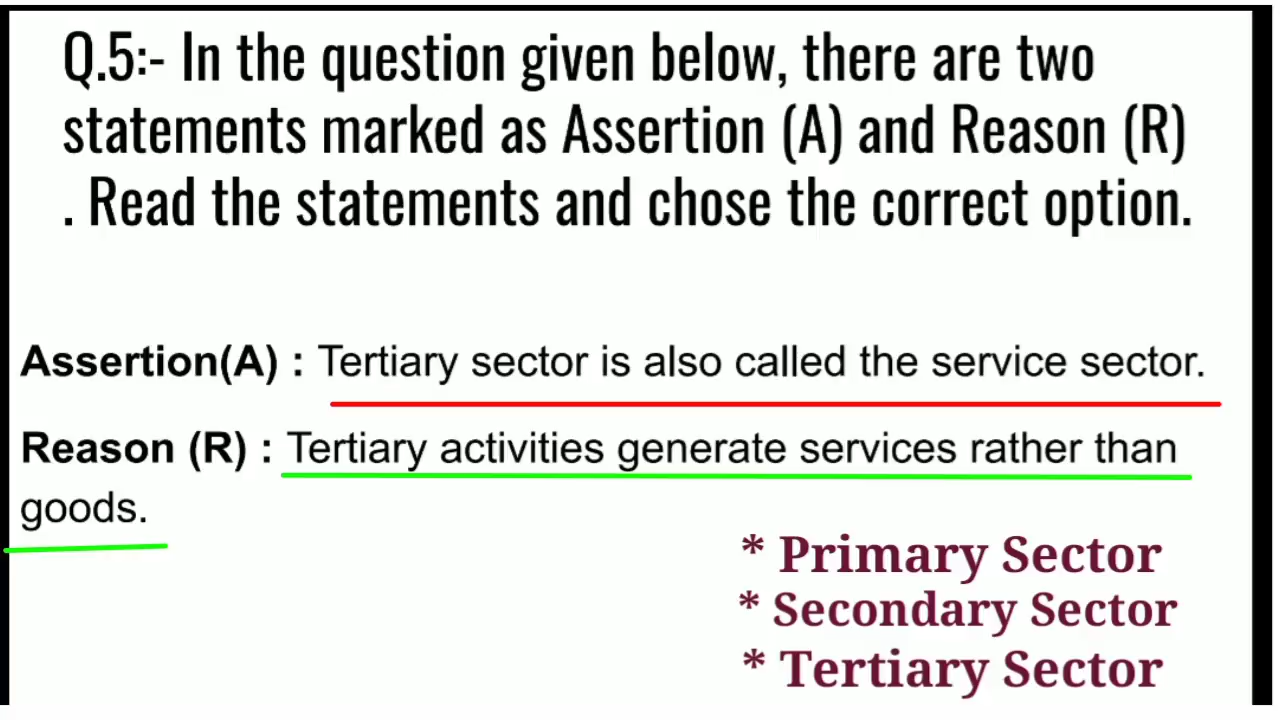 Q.5:- In the question given below, there are two
statements marked as Assertion (A) and Reason (R)
. Read the statements and chose the correct option.
Assertion(A) : Tertiary sector is also called the service sector.
Reason (R) : Tertiary activities generate services rather than
goods.
* Primary Sector
* Secondary Sector
* Tertiary Sector